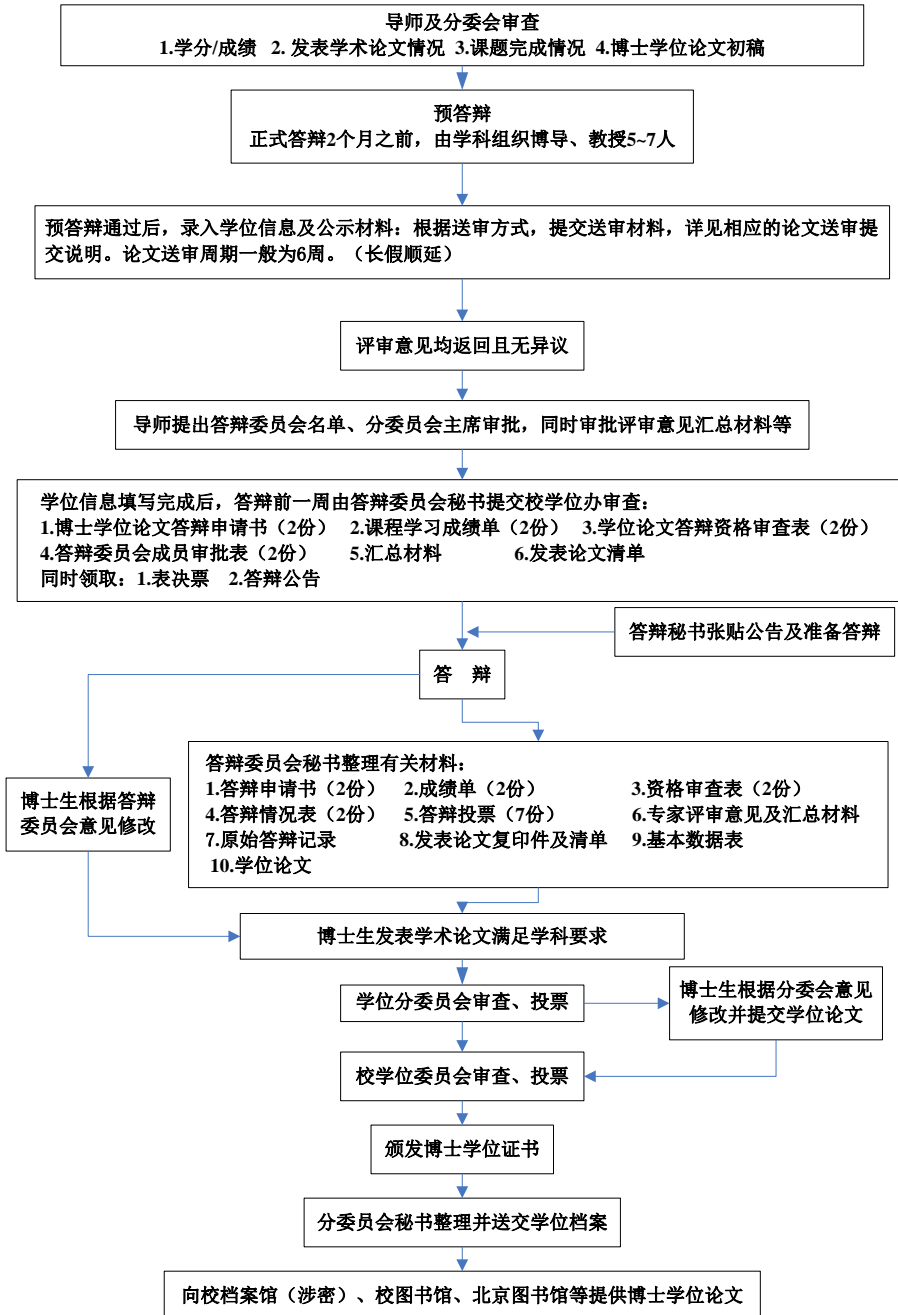 导师及分委会审查
1.学分/成绩 2. 发表学术论文情况 3.课题完成情况 4.博士学位论文初稿
预答辩
正式答辩2个月之前，由学科组织博导、教授5~7人
预答辩通过后，录入学位信息及公示材料：根据送审方式，提交送审材料，详见相应的论文送审提
交说明。论文送审周期一般为6周。（长假顺延）
评审意见均返回且无异议
导师提出答辩委员会名单、分委员会主席审批，同时审批评审意见汇总材料等
学位信息填写完成后，答辩前一周由答辩委员会秘书提交校学位办审查：
1.博士学位论文答辩申请书（2份） 2.课程学习成绩单（2份） 3.学位论文答辩资格审查表（2份）
4.答辩委员会成员审批表（2份） 5.汇总材料 6.发表论文清单
同时领取：1.表决票 2.答辩公告
答辩秘书张贴公告及准备答辩
答 辩
答辩委员会秘书整理有关材料：
1.答辩申请书（2份） 2.成绩单（2份） 3.资格审查表（2份）
4.答辩情况表（2份） 5.答辩投票（7份） 6.专家评审意见及汇总材料
7.原始答辩记录 8.发表论文复印件及清单 9.基本数据表
10.学位论文
博士生根据答辩
委员会意见修改
博士生发表学术论文满足学科要求
学位分委员会审查、投票
博士生根据分委会意见
修改并提交学位论文
校学位委员会审查、投票
颁发博士学位证书
分委员会秘书整理并送交学位档案
向校档案馆（涉密）、校图书馆、北京图书馆等提供博士学位论文